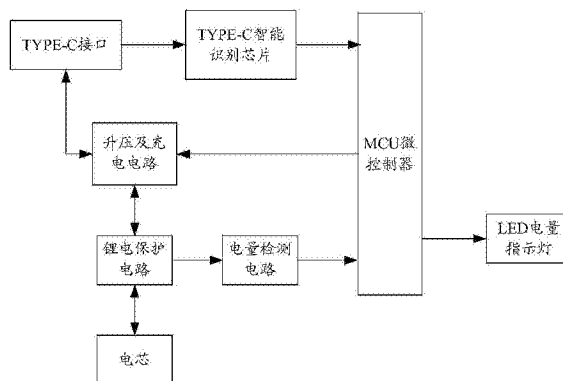 TYPE-C接口
TYPE-C智能
识别芯片
升压及充
电电路
MCU微
控制器
锂电保护
电路
电量检测
电路
LED电量
指示灯
电芯